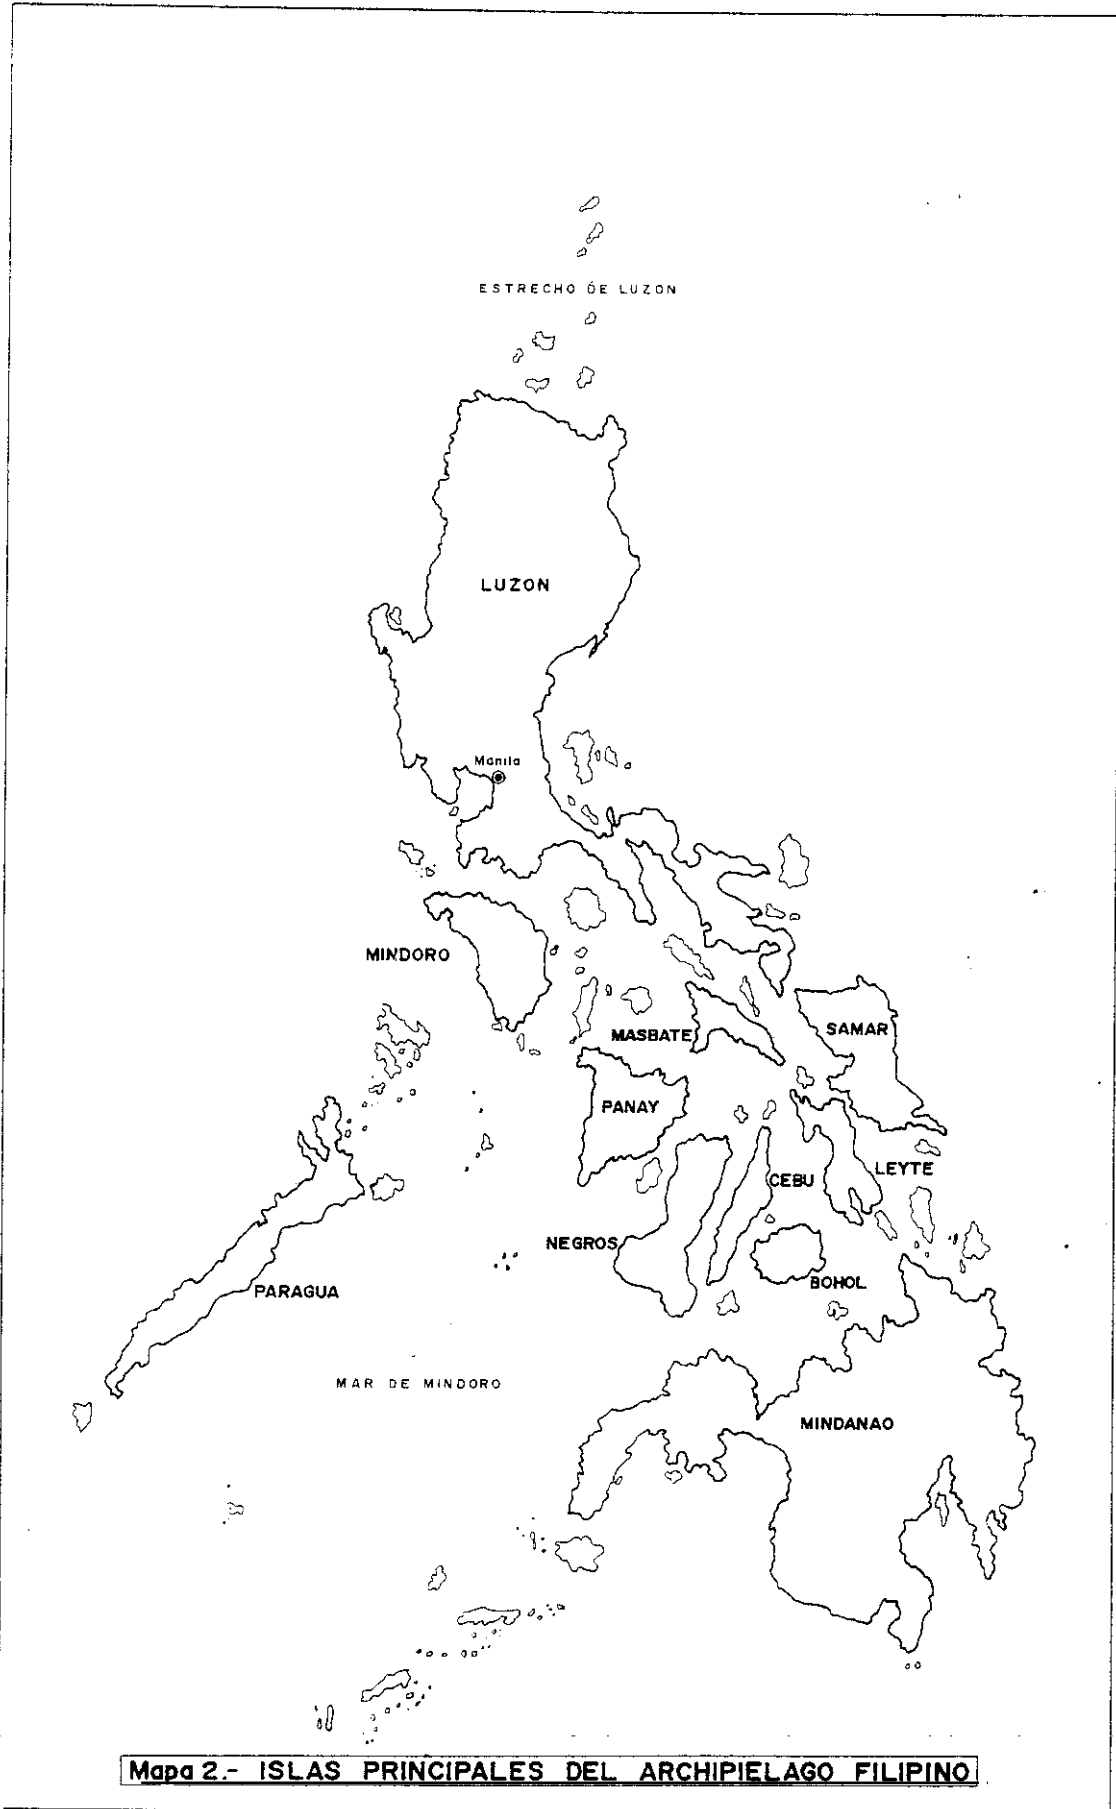 ESTRECHO DE LUZON
LUZON
Manila
MINDORO
SAMAR
MASBATE
PANAY
LEYTE
CEBU
NEGROS
BOHOL
PARAGUA
MAR DE MINDORO
MINDANAO
Mapa 2.- ISLAS PRINCIPALES DEL ARCHIPIELAGO FILIPINO